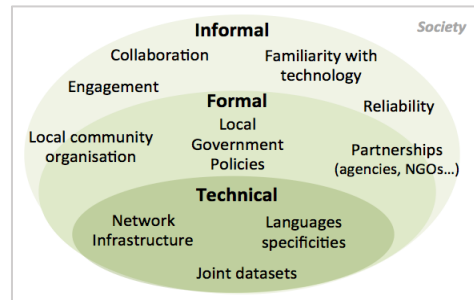 Society
Informal
Collaboration
Familiarity with
technology
Engagement
Reliability
Formal
Local
Government
Policies
Local community
organisation
Partnerships
(agencies, NGOs...)
Technical
Network
Infrastructure
Languages
specificities
Joint datasets